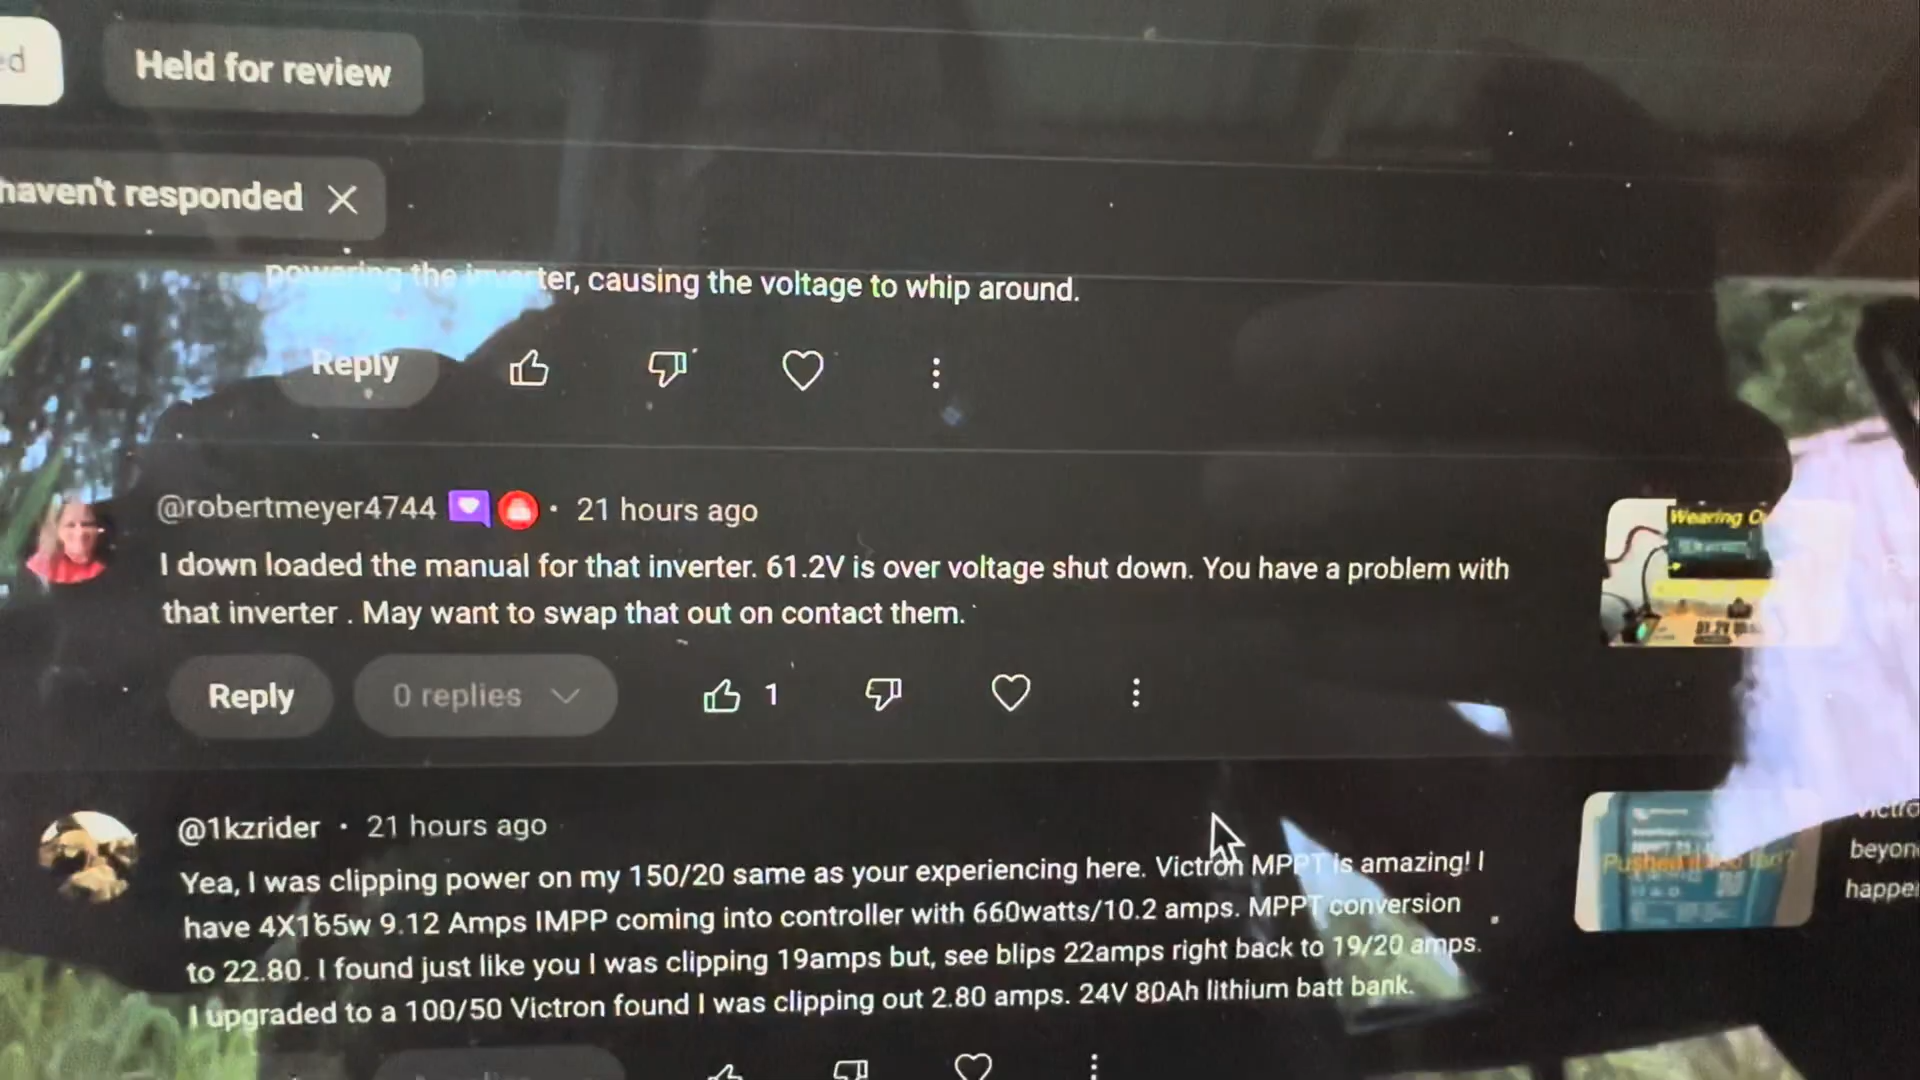 Held for review
haven't responded
powering the inverter, causing the voltage to whip around.
Reply
@robertmeyer4744 · 21 hours ago
I down loaded the manual for that inverter. 61.2V is over voltage shut down. You have a problem with
that inverter . May want to swap that out on contact them.
Wearing
Reply 0 replies 1
@1kzrider · 21 hours ago
Yea, I was clipping power on my 150/20 same as your experiencing here. Victron MPPT is amazing! I
have 4X165w 9.12 Amps IMPP coming into controller with 660watts/10.2 amps. MPPT conversion
to 22.80. I found just like you I was clipping 19amps but, see blips 22amps right back to 19/20 amps.
I upgraded to a 100/50 Victron found I was clipping out 2.80 amps. 24V 80Ah lithium batt bank.
Pushed